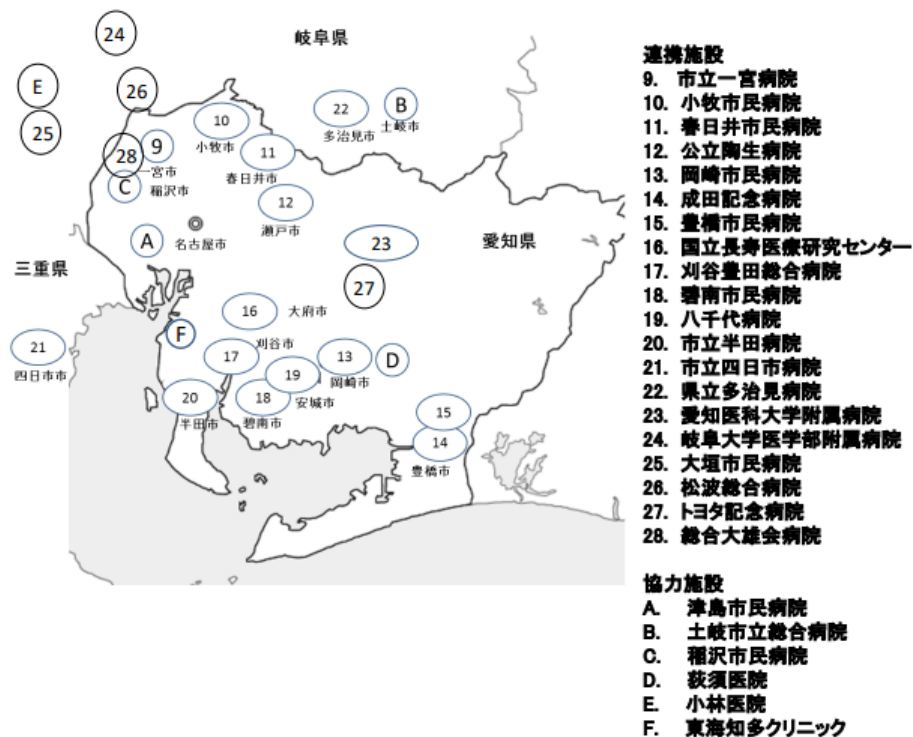 24
岐阜県
E
26
22
B
25
10
多治見市
土岐市
小牧市
28
9
11
一宮市
春日井市
C
稲沢市
12
瀬戸市
A
名古屋市
23
愛知県
三重県
27
16
大府市
F
刈谷市
21
17
13
D
四日市市
19
岡崎市
20
18
安城市
半田市
碧南市
15
14
豊橋市
連携施設
9. 市立一宮病院
10. 小牧市民病院
11. 春日井市民病院
12. 公立陶生病院
13. 岡崎市民病院
14. 成田記念病院
15. 豊橋市民病院
16. 国立長寿医療研究センター
17. 刈谷豊田総合病院
18. 碧南市民病院
19. 八千代病院
20. 市立半田病院
21. 市立四日市病院
22. 県立多治見病院
23. 愛知医科大学附属病院
24. 岐阜大学医学部附属病院
25. 大垣市民病院
26. 松波総合病院
27. トヨタ記念病院
28. 総合大雄会病院
協力施設
A. 津島市民病院
B. 土岐市立総合病院
C. 稲沢市民病院
D. 荻須医院
E. 小林医院
F. 東海知多クリニック